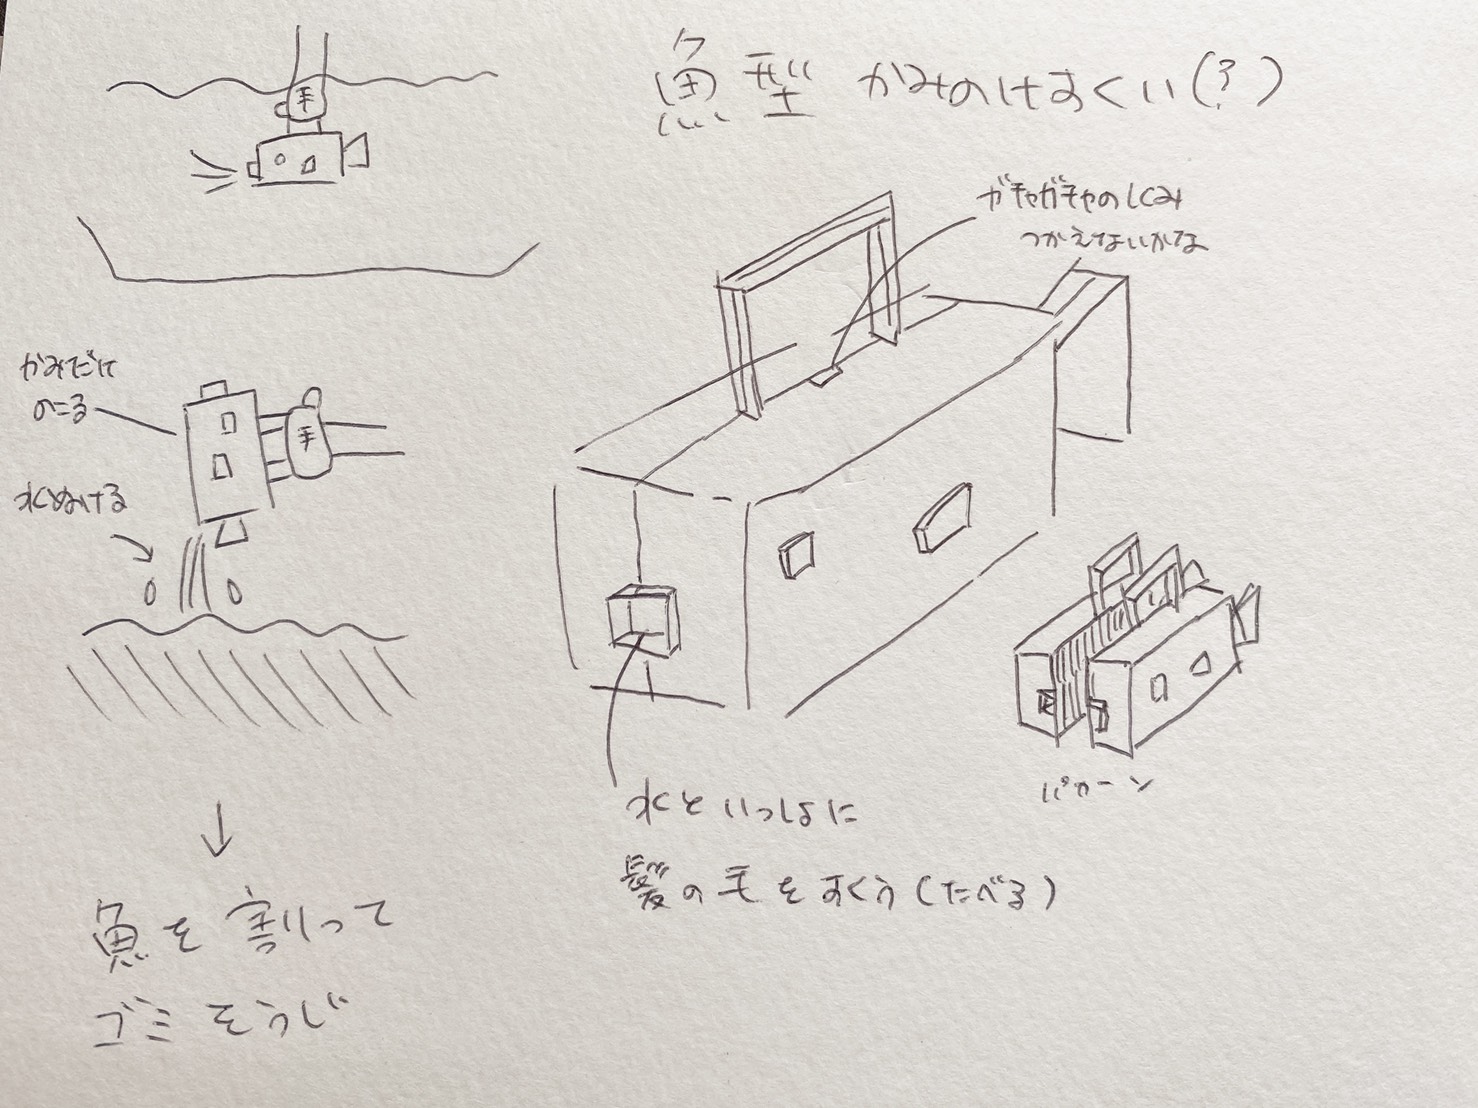 魚型 かみのけすくい(?)
手
ガチャガチャのしくみ
つかえないかな
かみだけ
のこる
手
水ぬける
パカーン
水といっしょに
髪の毛をすくう(たべる)
魚を割って
ゴミそうじ